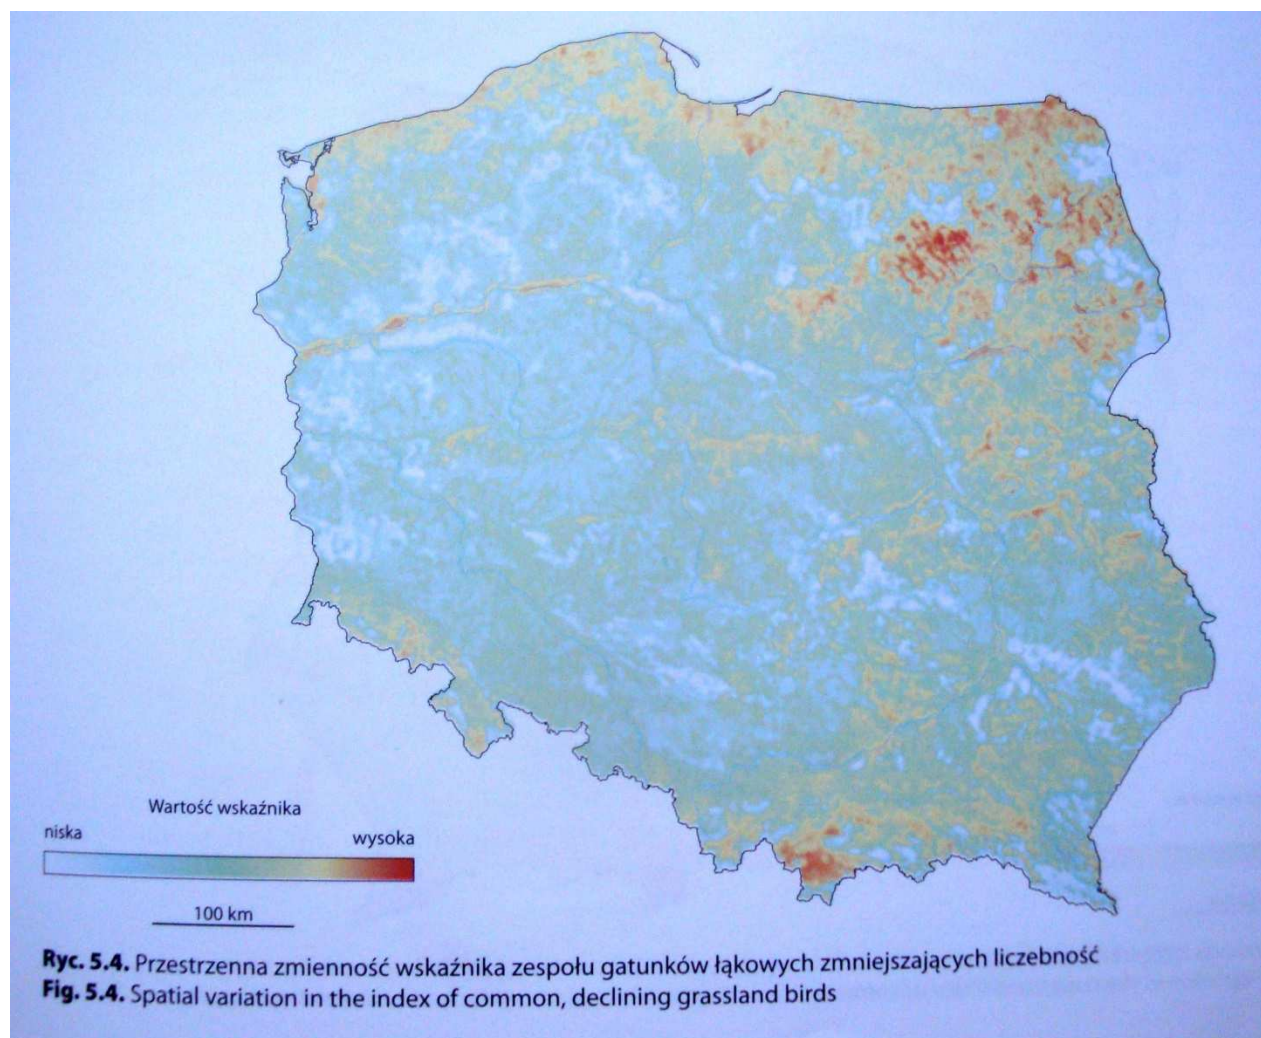 Wartość wskaźnika
niska
wysoka
100 km
Ryc. 5.4. Przestrzenna zmienność wskaźnika zespołu gatunków łąkowych zmniejszających liczebność
Fig. 5.4. Spatial variation in the index of common, declining grassland birds